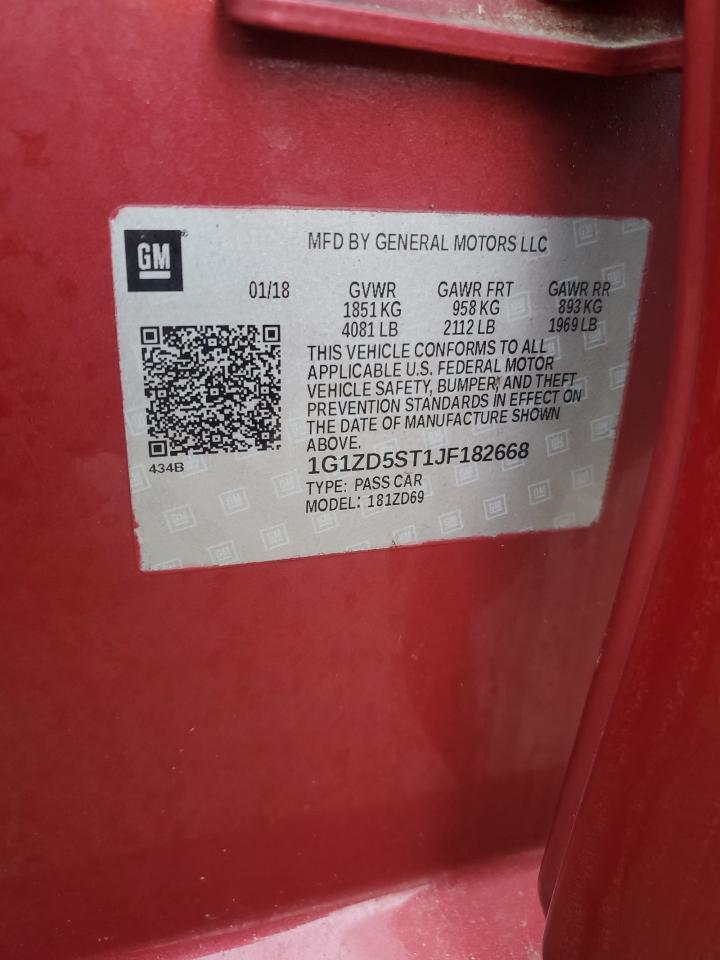 GM
MFD BY GENERAL MOTORS LLC
01/18 GVWR GAWR FRT GAWR RR
1851 KG 958 KG 893 KG
4081 LB 2112 LB 1969 LB
THIS VEHICLE CONFORMS TO ALL
APPLICABLE U.S. FEDERAL MOTOR
VEHICLE SAFETY, BUMPER, AND THEFT
PREVENTION STANDARDS IN EFFECT ON
THE DATE OF MANUFACTURE SHOWN
ABOVE.
434B
1G1ZD5ST1JF182668
TYPE: PASS CAR
MODEL: 181ZD69